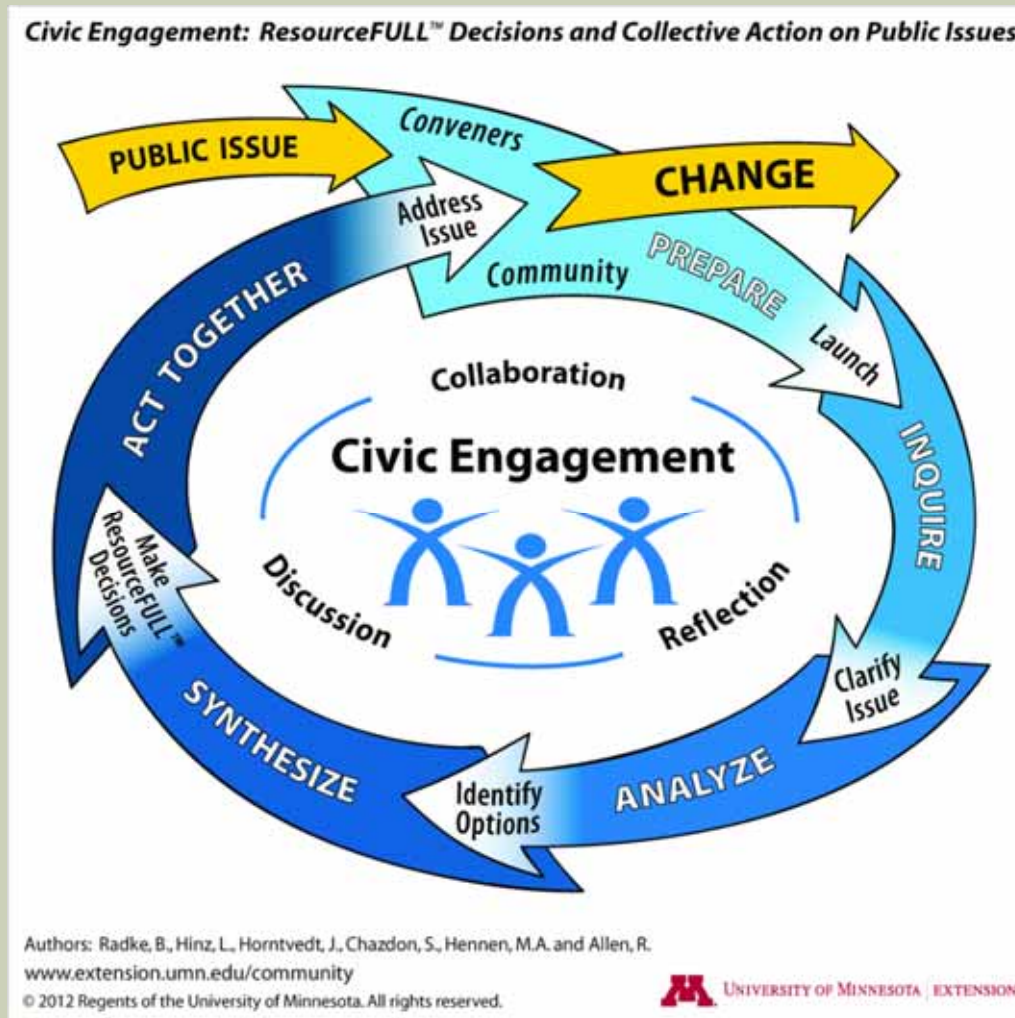 Civic Engagement: ResourceFULL™ Decisions and Collective Action on Public Issues
PUBLIC ISSUE
Conveners
CHANGE
Address
Issue
Community
PREPARE
Launch
INQUIRE
Clarify
Issue
ANALYZE
Identify
Options
SYNTHESIZE
Make
ResourceFULL™
Decisions
ACT TOGETHER
Collaboration
Civic Engagement
Discussion
Reflection
Authors: Radke, B., Hinz, L., Horntvedt, J., Chazdon, S., Hennen, M.A. and Allen, R.
www.extension.umn.edu/community
© 2012 Regents of the University of Minnesota. All rights reserved.
M UNIVERSITY OF MINNESOTA | EXTENSION